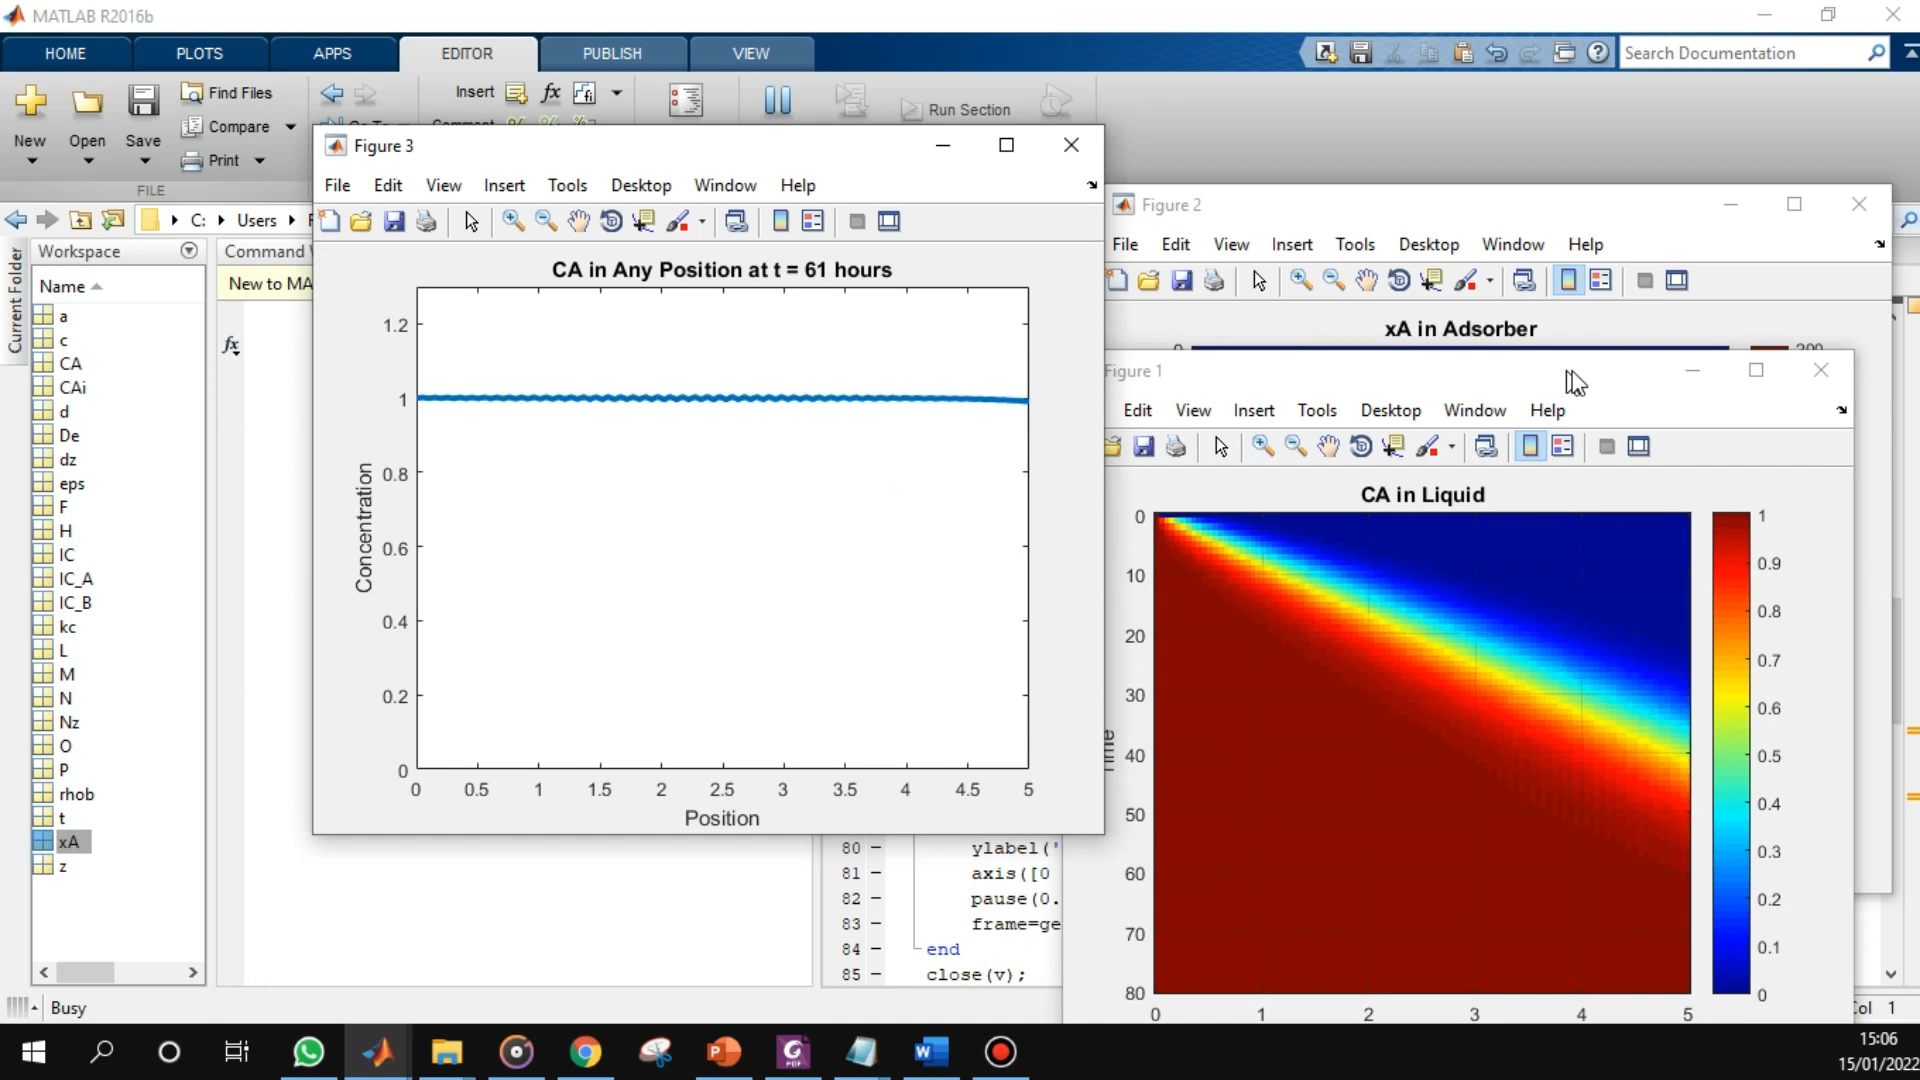 MATLAB R2016b
HOME PLOTS APPS EDITOR PUBLISH VIEW
Search Documentation
Find Files
Insert fx
New Open Save
Compare
Print
Run Section
FILE
C: Users
Current Folder
Workspace
Name
a
c
CA
CAi
d
De
dz
eps
F
H
IC
IC_A
IC_B
kc
L
M
N
Nz
O
P
rhob
t
xA
z
Command
New to MA
fx
Figure 3
File Edit View Insert Tools Desktop Window Help
CA in Any Position at t = 61 hours
Concentration
1.2
1
0.8
0.6
0.4
0.2
0
0 0.5 1 1.5 2 2.5 3 3.5 4 4.5 5
Position
Figure 2
File Edit View Insert Tools Desktop Window Help
xA in Adsorber
Figure 1
Edit View Insert Tools Desktop Window Help
CA in Liquid
0
10
20
30
40
50
60
70
80
0 1 2 3 4 5
1
0.9
0.8
0.7
0.6
0.5
0.4
0.3
0.2
0.1
0
80 ylabel('
81 axis([0
82 pause(0.
83 frame=ge
84 end
85 close(v);
Busy
Col 1
15:06
15/01/2022